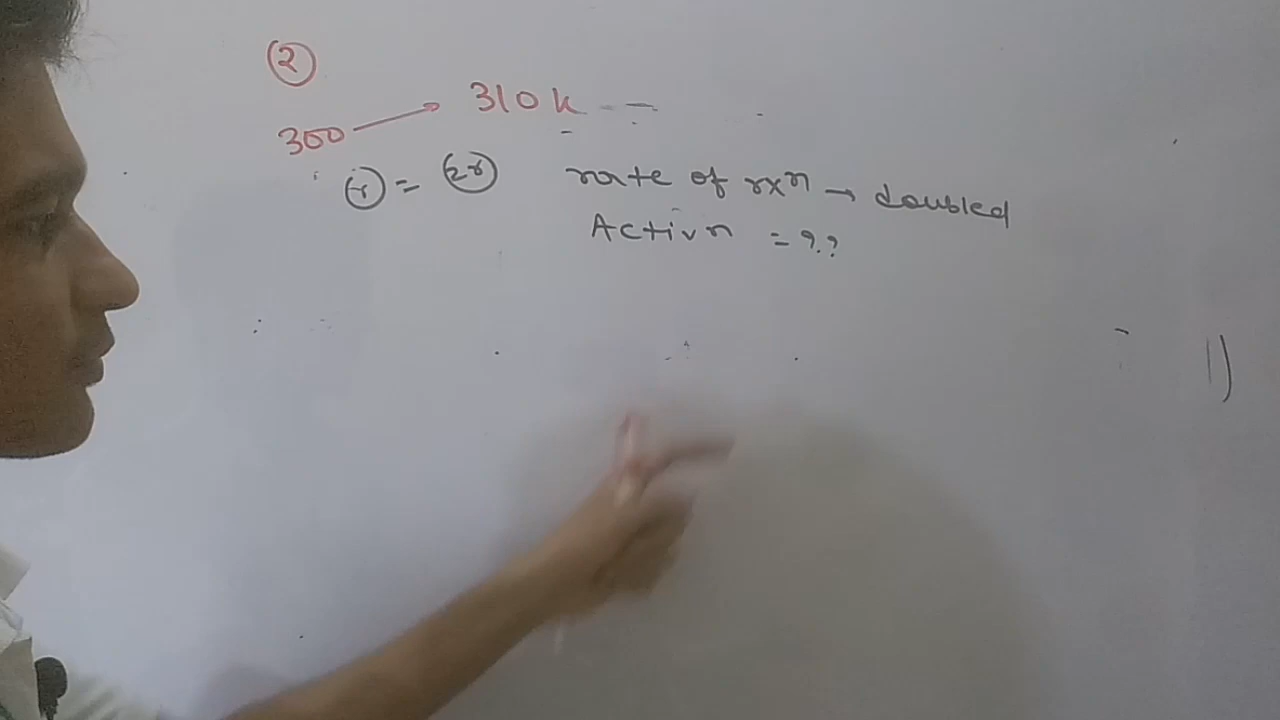 2
300 → 310 k
r = 2r rate of rxn → doubled
Activn = ??